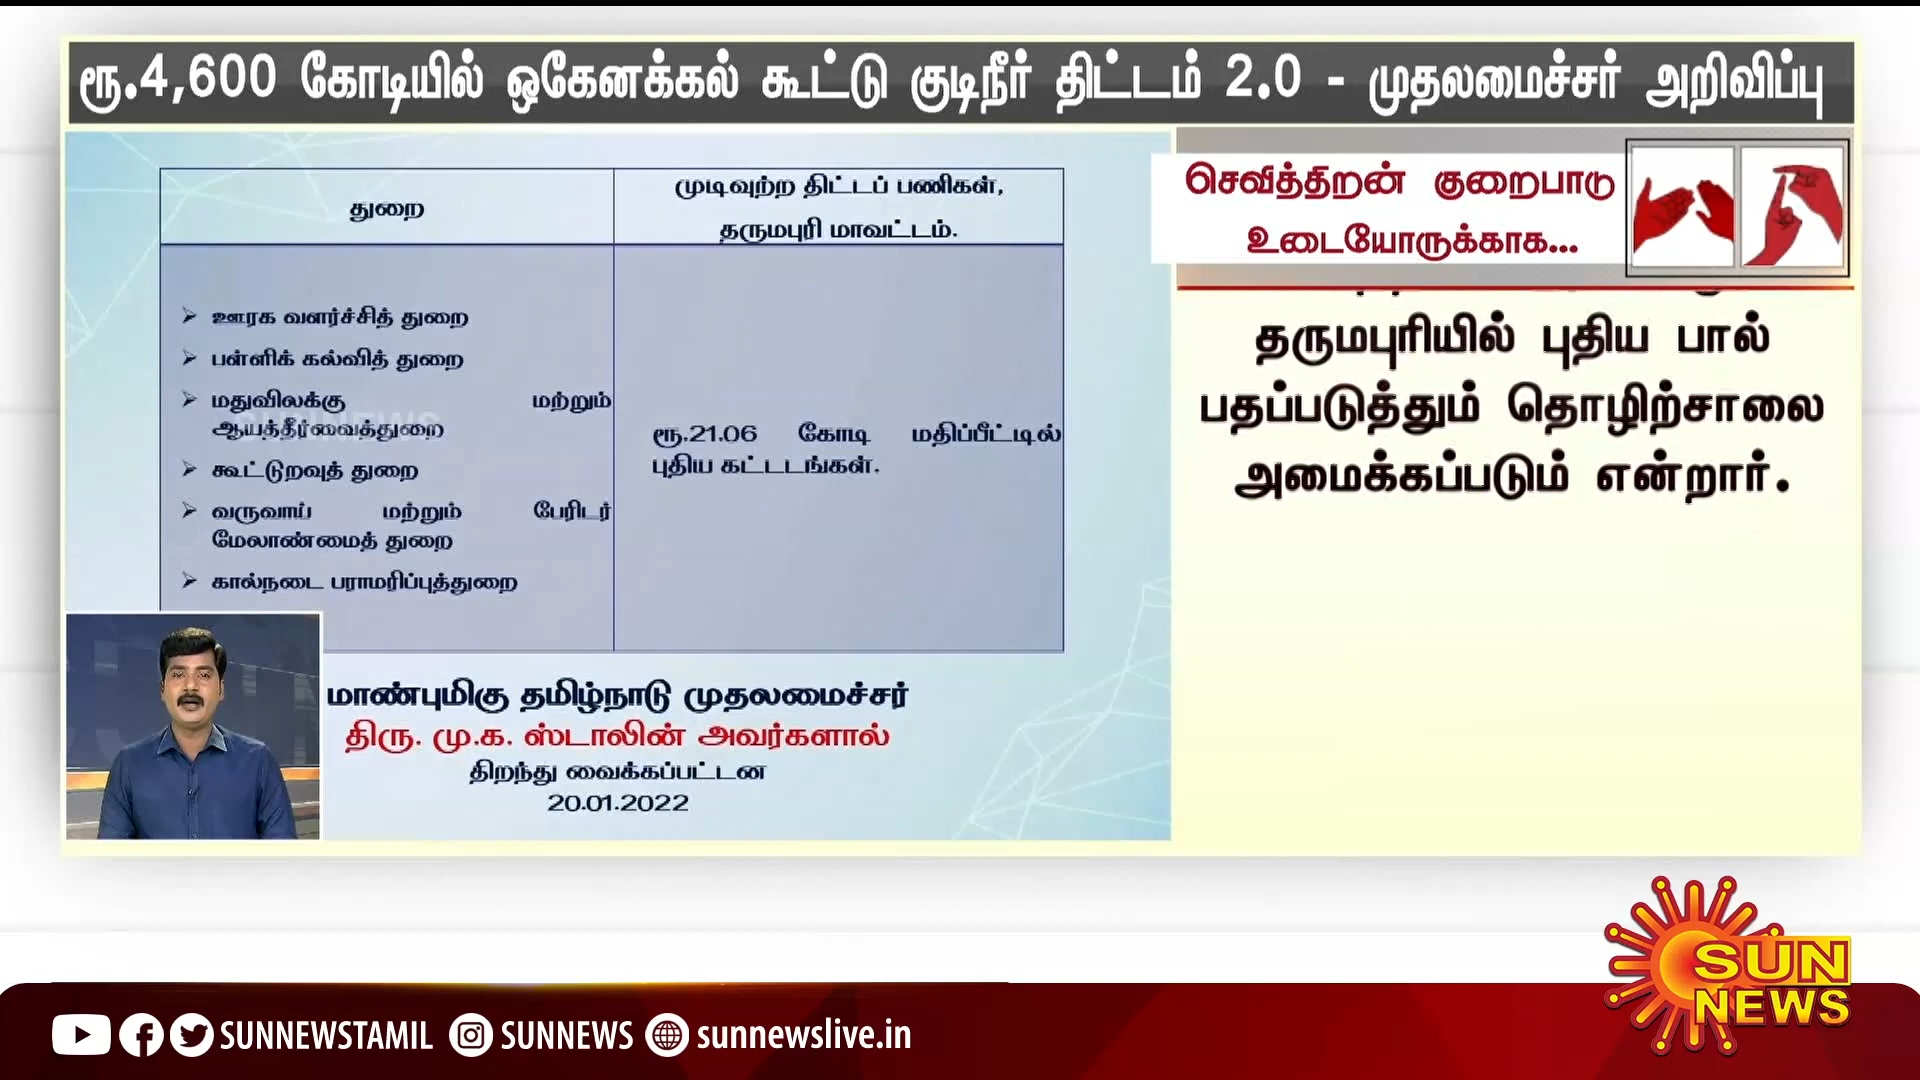 ரூ.4,600 கோடியில் ஒகேனக்கல் கூட்டு குடிநீர் திட்டம் 2.0 - முதலமைச்சர் அறிவிப்பு
துறை
முடிவுற்ற திட்டப் பணிகள்,
தருமபுரி மாவட்டம்.
➢ ஊரக வளர்ச்சித் துறை
➢ பள்ளிக் கல்வித் துறை
➢ மதுவிலக்கு மற்றும்
ஆயத்தீர்வைத்துறை
SUN NEWS
➢ கூட்டுறவுத் துறை
➢ வருவாய் மற்றும் பேரிடர்
மேலாண்மைத் துறை
➢ கால்நடை பராமரிப்புத்துறை
ரூ.21.06 கோடி மதிப்பீட்டில்
புதிய கட்டடங்கள்.
மாண்புமிகு தமிழ்நாடு முதலமைச்சர்
திரு. மு.க. ஸ்டாலின் அவர்களால்
திறந்து வைக்கப்பட்டன
20.01.2022
செவித்திறன் குறைபாடு
உடையோருக்காக...
தருமபுரியில் புதிய பால்
பதப்படுத்தும் தொழிற்சாலை
அமைக்கப்படும் என்றார்.
SUN
NEWS
SUNNEWSTAMIL SUNNEWS sunnewslive.in